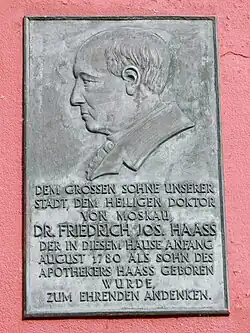 DEM GROSSEN SOHNE UNSERER
STADT, DEM HEILIGEN DOKTOR
VON MOSKAU,
DR. FRIEDRICH JOS. HAASS
DER IN DIESEM HAUSE ANFANG
AUGUST 1780 ALS SOHN DES
APOTHEKERS HAASS GEBOREN
WURDE,
ZUM EHRENDEN ANDENKEN.